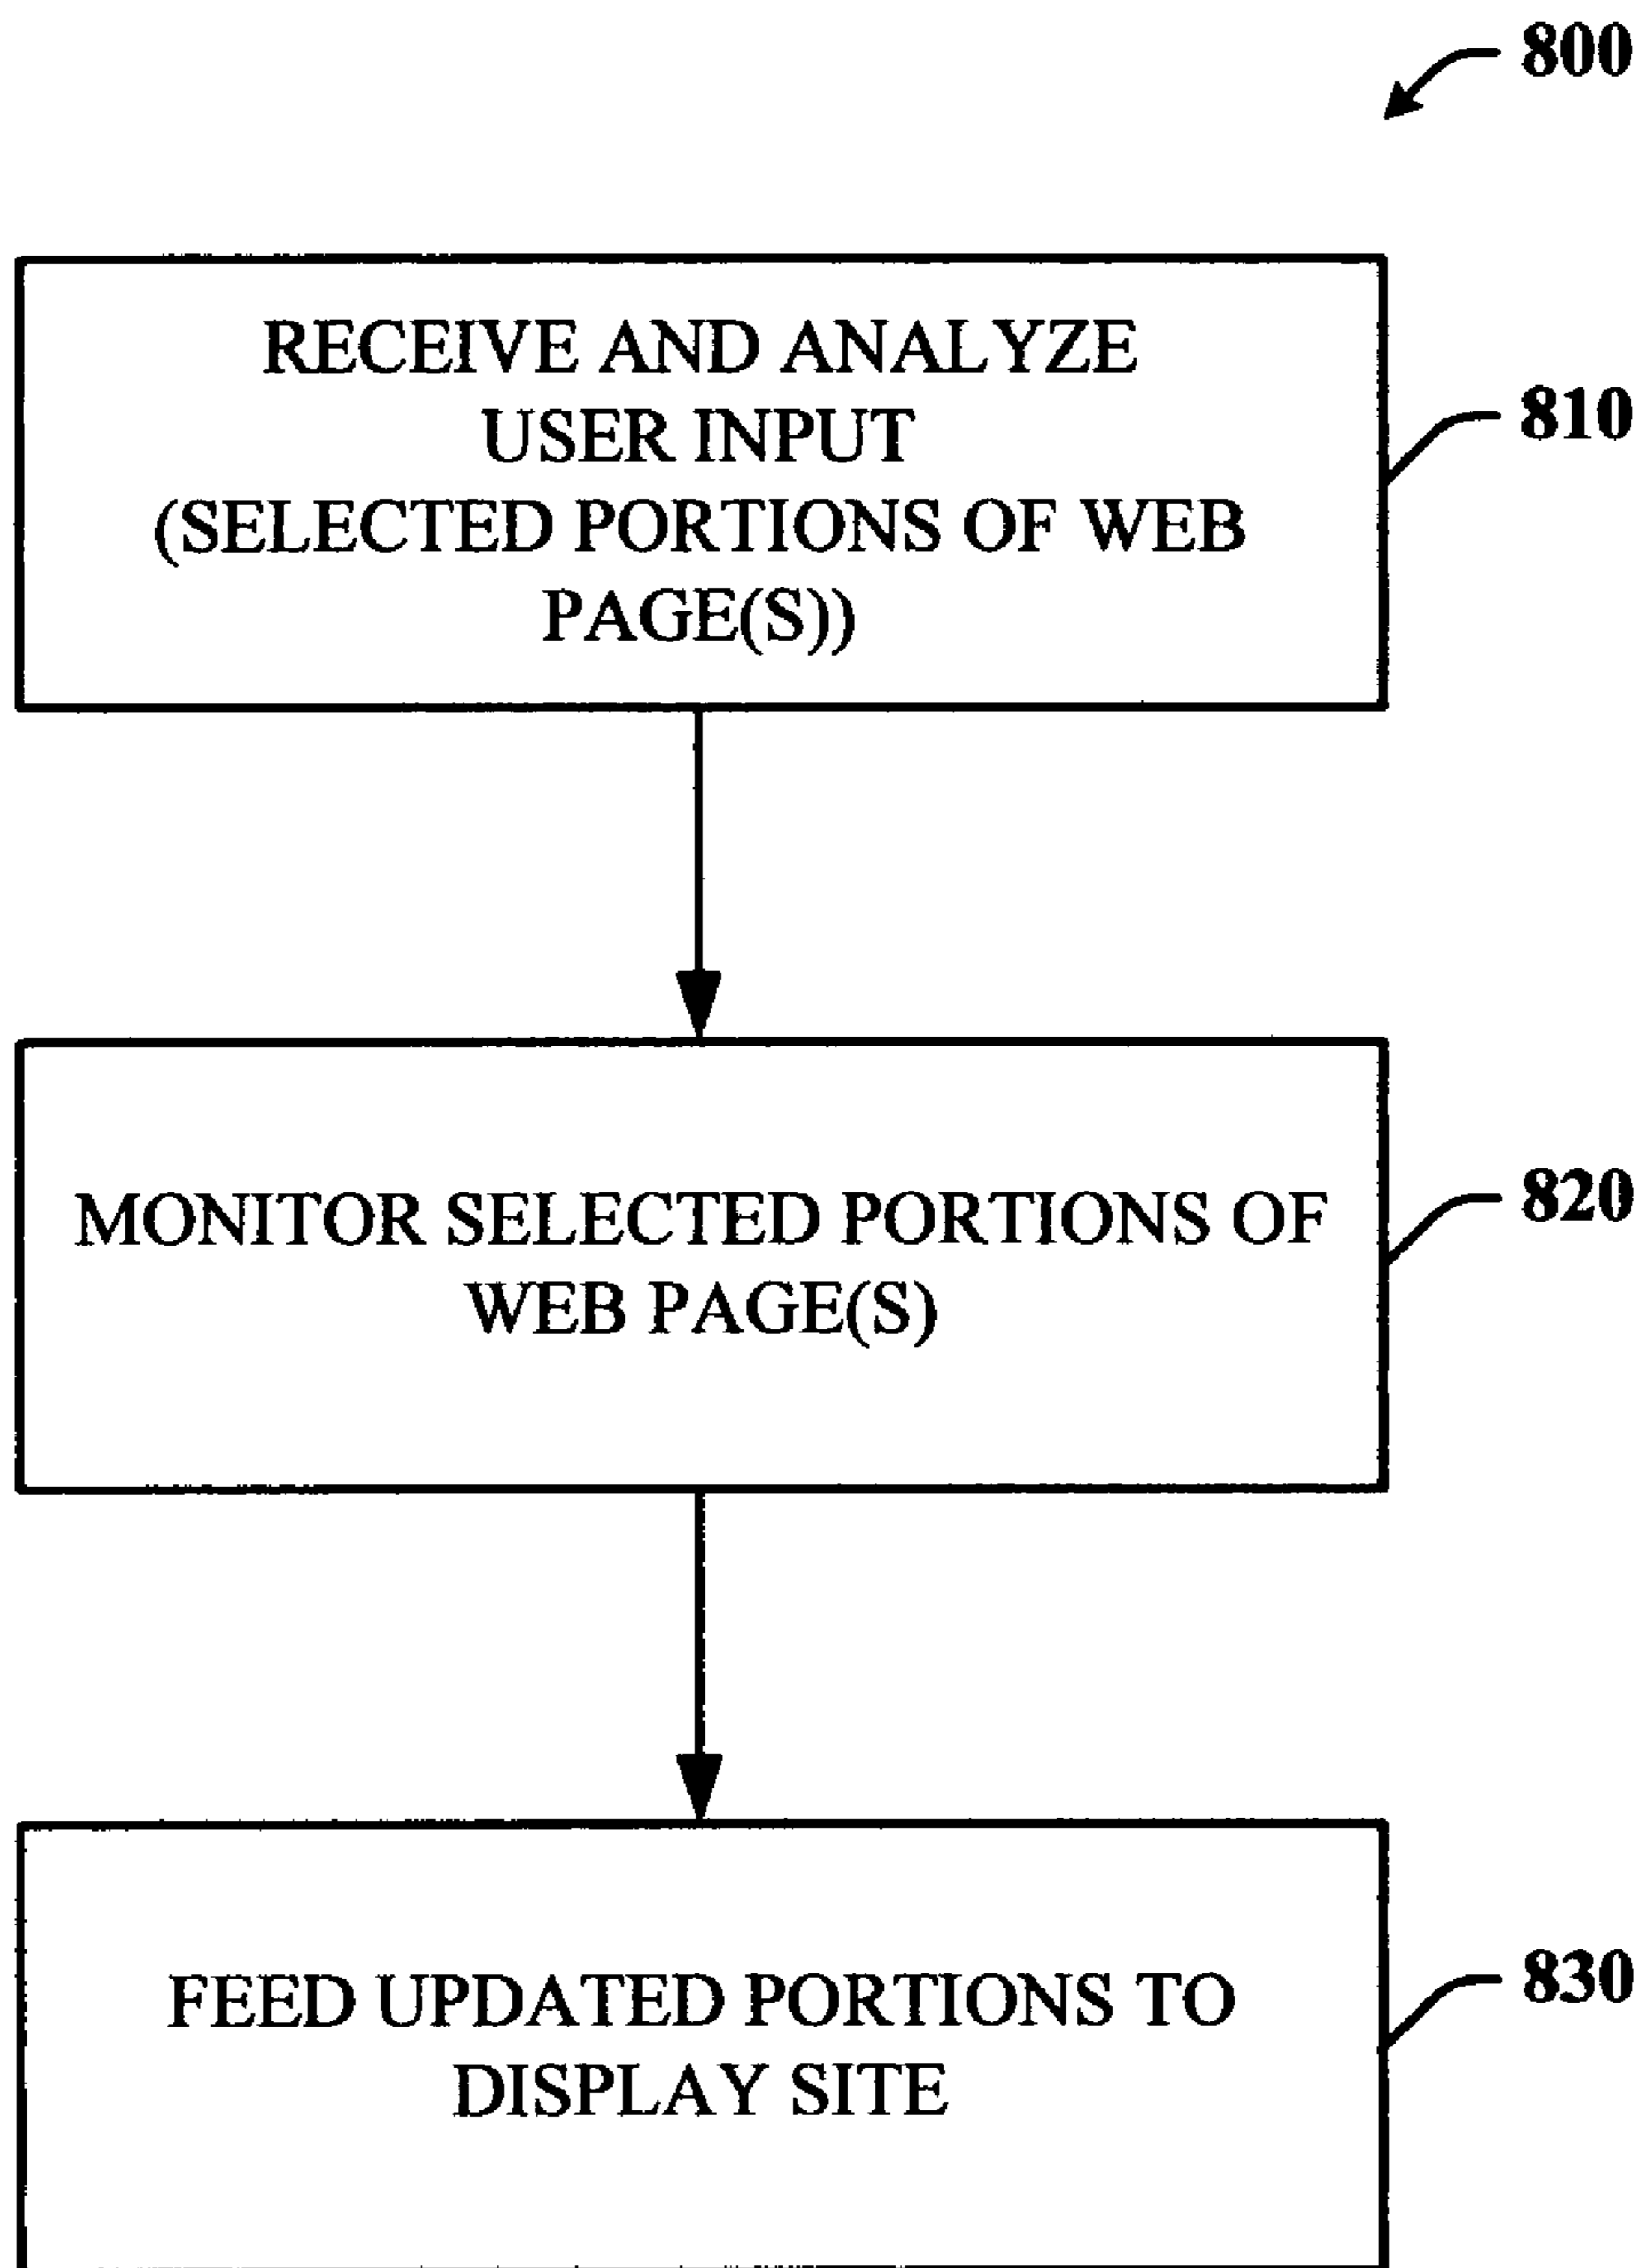 800
RECEIVE AND ANALYZE
USER INPUT
(SELECTED PORTIONS OF WEB
PAGE(S))
810
MONITOR SELECTED PORTIONS OF
WEB PAGE(S)
820
FEED UPDATED PORTIONS TO
DISPLAY SITE
830